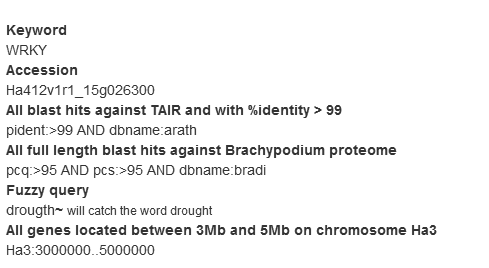 Keyword
WRKY
Accession
Ha412v1r1_15g026300
All blast hits against TAIR and with %identity > 99
pident:>99 AND dbname:arath
All full length blast hits against Brachypodium proteome
pcq:>95 AND pcs:>95 AND dbname:bradi
Fuzzy query
drougth~ will catch the word drought
All genes located between 3Mb and 5Mb on chromosome Ha3
Ha3:3000000..5000000